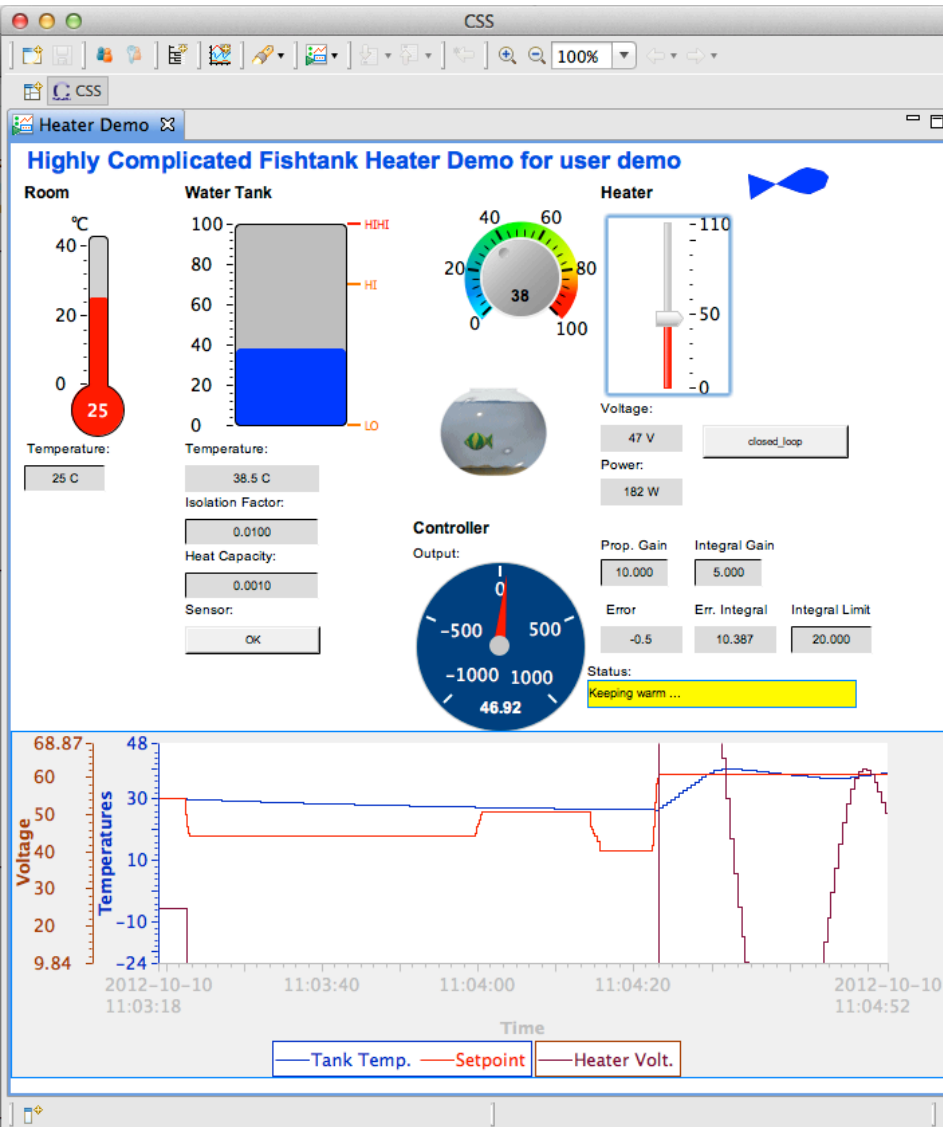 CSS
100%
CSS
Heater Demo
Highly Complicated Fishtank Heater Demo for user demo
Room
Water Tank
Heater
°C
40
20
0
25
Temperature:
25 C
100
80
60
40
20
0
HIHI
HI
LO
Temperature:
38.5 C
Isolation Factor:
0.0100
Heat Capacity:
0.0010
Sensor:
OK
0
20
40
60
80
100
38
110
50
0
Voltage:
47 V
closed_loop
Power:
182 W
Controller
Output:
0
-500
500
-1000
1000
46.92
Prop. Gain
Integral Gain
10.000
5.000
Error
Err. Integral
Integral Limit
-0.5
10.387
20.000
Status:
Keeping warm ...
Voltage
68.87
60
50
40
30
20
9.84
Temperatures
48
30
10
-10
-24
2012-10-10
11:03:18
11:03:40
11:04:00
11:04:20
2012-10-10
11:04:52
Time
Tank Temp.
Setpoint
Heater Volt.